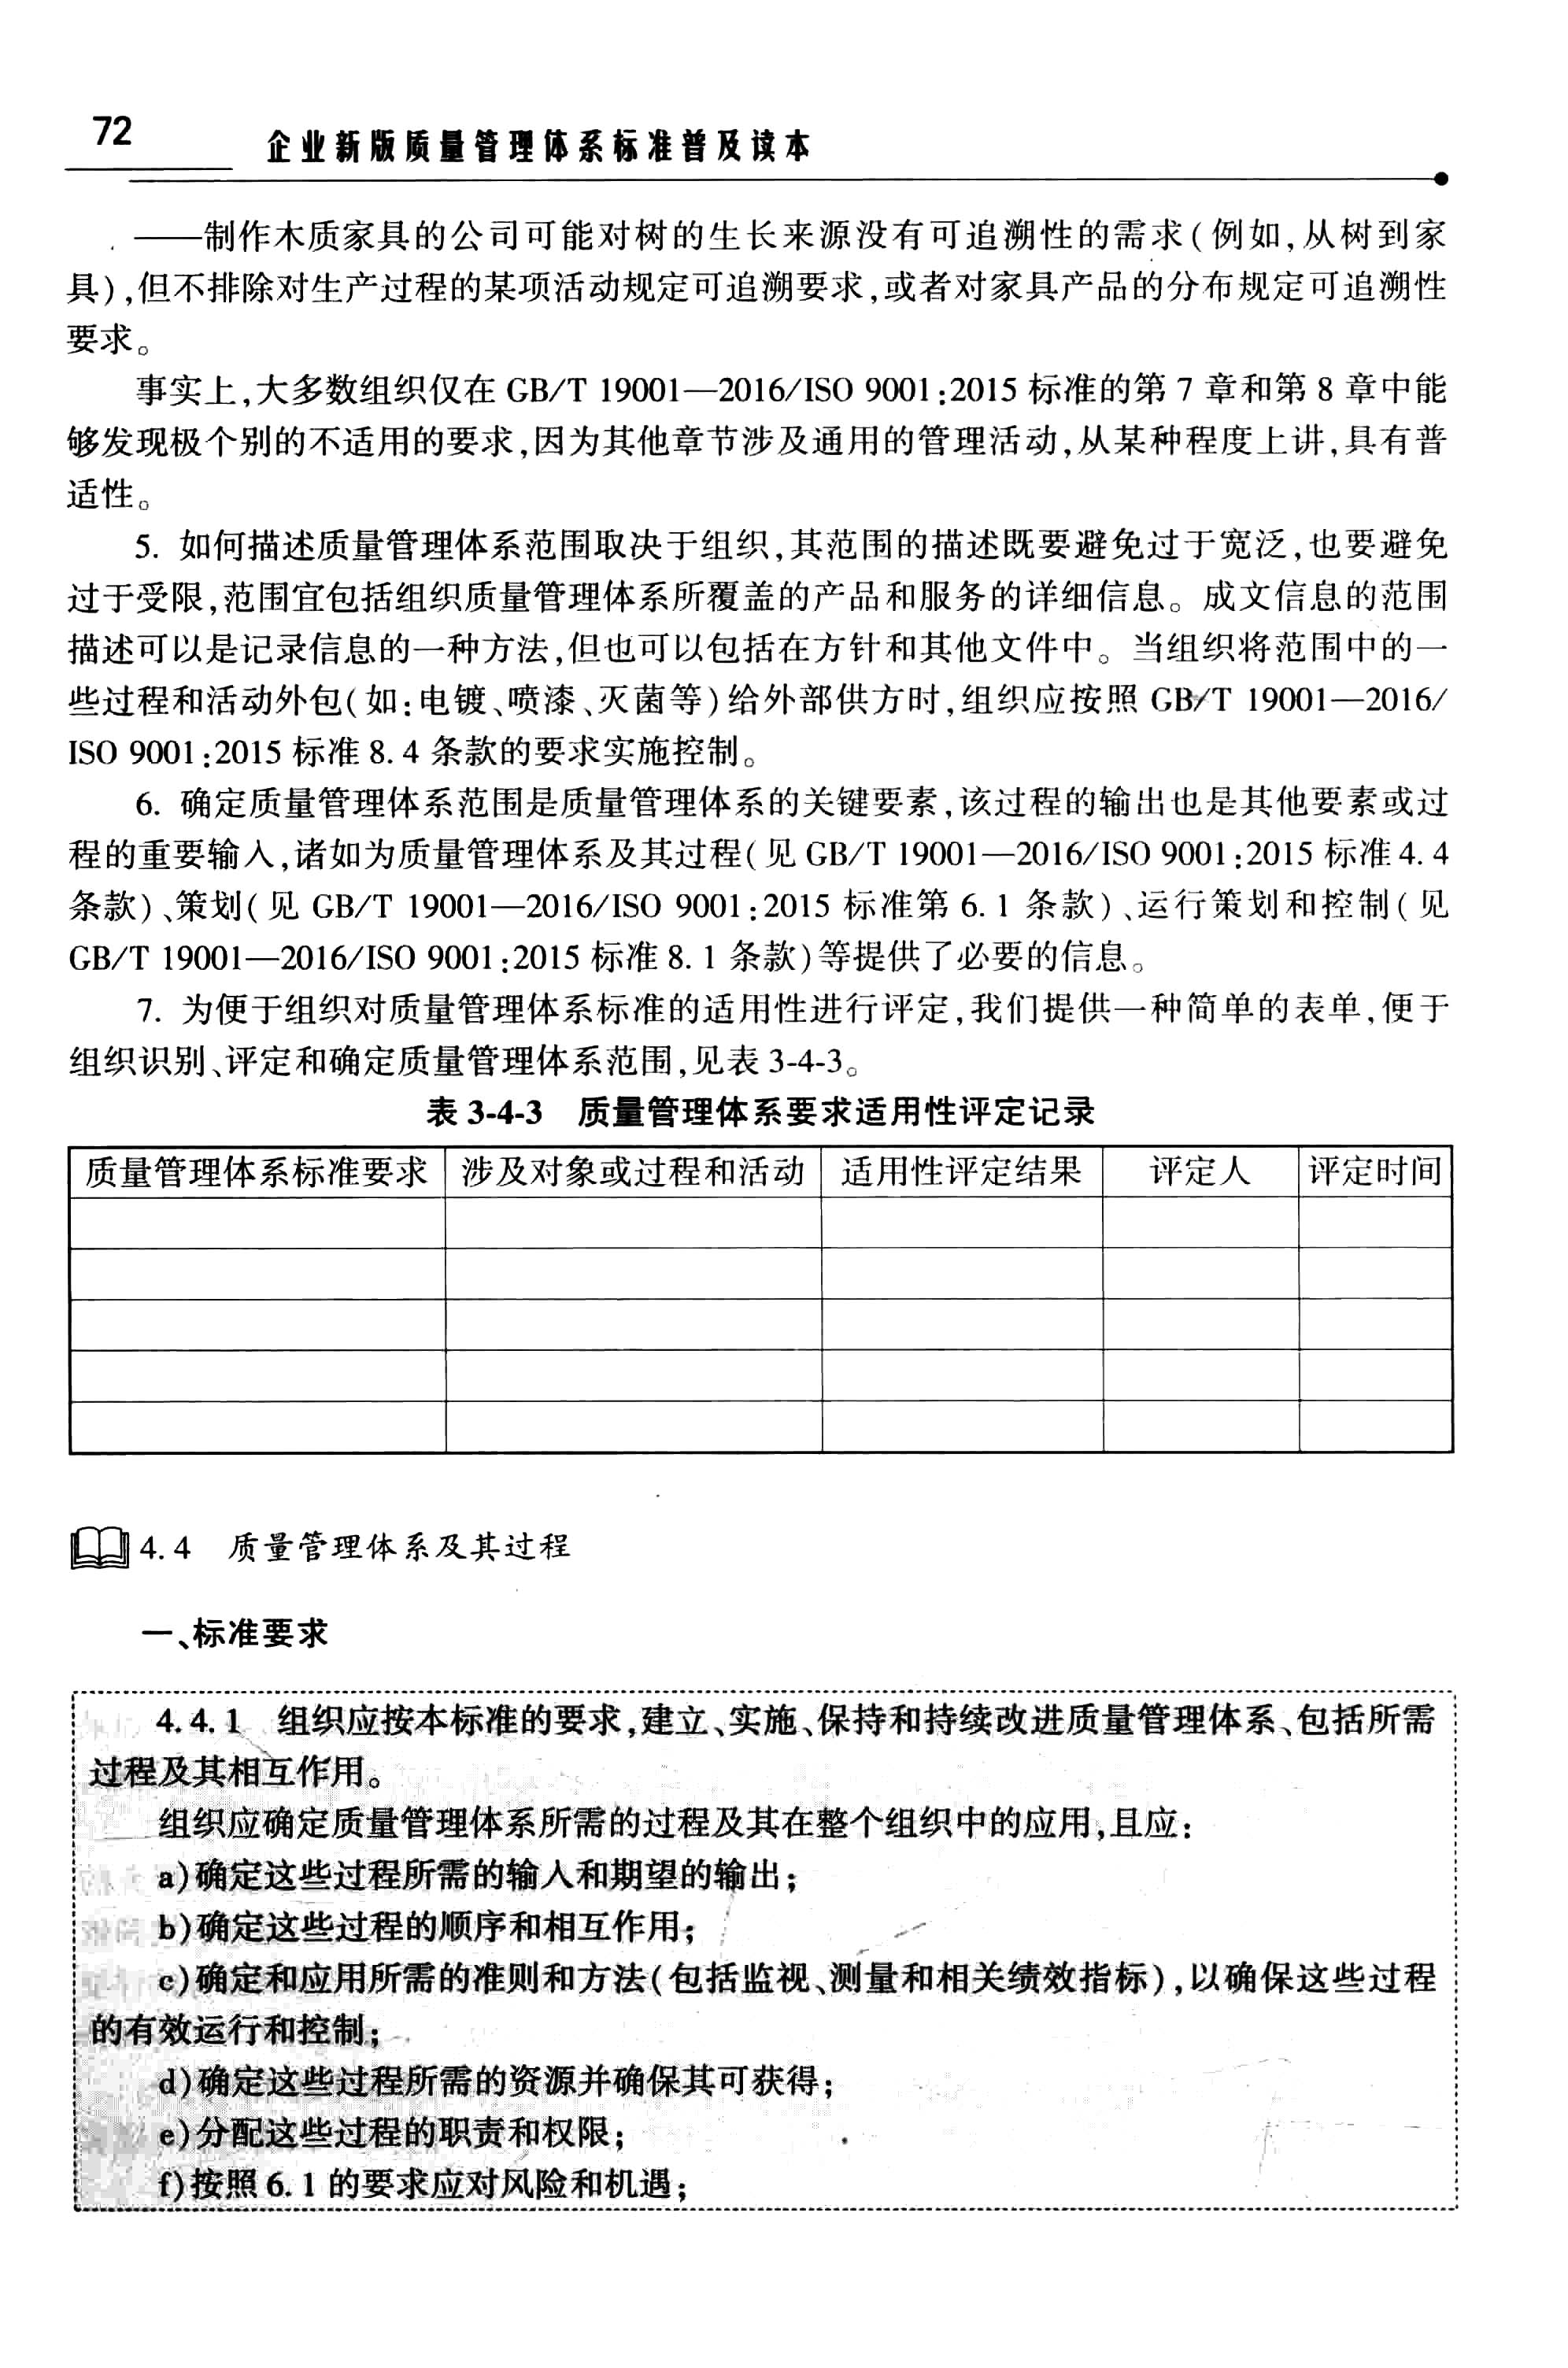 72
企业新版质量管理体系标准普及读本
——制作木质家具的公司可能对树的生长来源没有可追溯性的需求(例如,从树到家
具),但不排除对生产过程的某项活动规定可追溯要求,或者对家具产品的分布规定可追溯性
要求。
事实上,大多数组织仅在 GB/T 19001—2016/ISO 9001:2015 标准的第 7 章和第 8 章中能
够发现极个别的不适用的要求,因为其他章节涉及通用的管理活动,从某种程度上讲,具有普
适性。
5. 如何描述质量管理体系范围取决于组织,其范围的描述既要避免过于宽泛,也要避免
过于受限,范围宜包括组织质量管理体系所覆盖的产品和服务的详细信息。成文信息的范围
描述可以是记录信息的一种方法,但也可以包括在方针和其他文件中。当组织将范围中的一
些过程和活动外包(如:电镀、喷漆、灭菌等)给外部供方时,组织应按照 GB/T 19001—2016/
ISO 9001:2015 标准 8.4 条款的要求实施控制。
6. 确定质量管理体系范围是质量管理体系的关键要素,该过程的输出也是其他要素或过
程的重要输入,诸如为质量管理体系及其过程(见 GB/T 19001—2016/ISO 9001:2015 标准 4.4
条款)、策划(见 GB/T 19001—2016/ISO 9001:2015 标准第 6.1 条款)、运行策划和控制(见
GB/T 19001—2016/ISO 9001:2015 标准 8.1 条款)等提供了必要的信息。
7. 为便于组织对质量管理体系标准的适用性进行评定,我们提供一种简单的表单,便于
组织识别、评定和确定质量管理体系范围,见表 3-4-3。
表 3-4-3 质量管理体系要求适用性评定记录
质量管理体系标准要求 涉及对象或过程和活动 适用性评定结果 评定人 评定时间
4.4 质量管理体系及其过程
一、标准要求
4.4.1 组织应按本标准的要求,建立、实施、保持和持续改进质量管理体系、包括所需
过程及其相互作用。
组织应确定质量管理体系所需的过程及其在整个组织中的应用,且应:
a)确定这些过程所需的输入和期望的输出;
b)确定这些过程的顺序和相互作用;
c)确定和应用所需的准则和方法(包括监视、测量和相关绩效指标),以确保这些过程
的有效运行和控制;
d)确定这些过程所需的资源并确保其可获得;
e)分配这些过程的职责和权限;
f)按照 6.1 的要求应对风险和机遇;